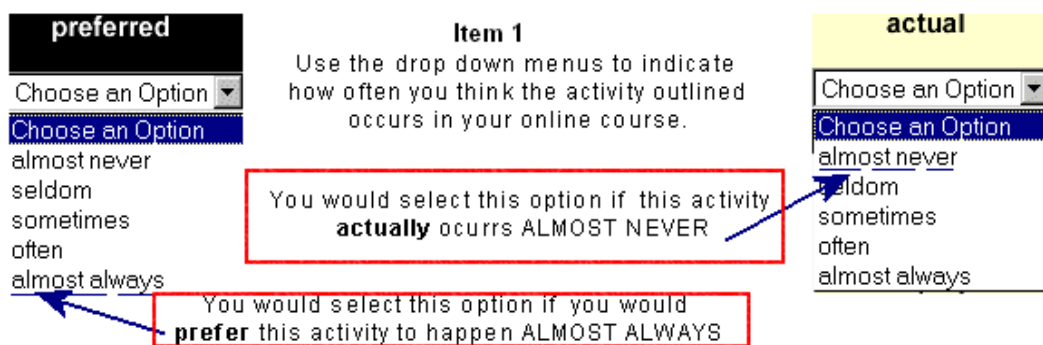 preferred
Choose an Option
Choose an Option
almost never
seldom
sometimes
often
almost always
Item 1
Use the drop down menus to indicate
how often you think the activity outlined
occurs in your online course.
You would select this option if this activity
actually ocurrs ALMOST NEVER
You would select this option if you would
prefer this activity to happen ALMOST ALWAYS
actual
Choose an Option
Choose an Option
almost never
seldom
sometimes
often
almost always